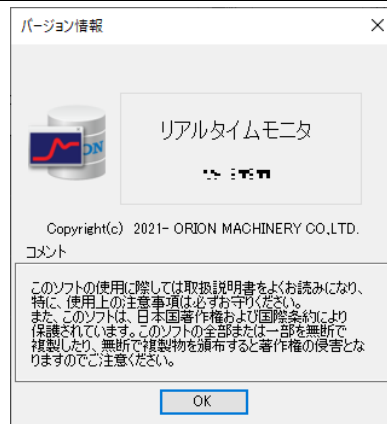 バージョン情報
リアルタイムモニタ
Copyright(c) 2021- ORION MACHINERY CO.,LTD.
コメント
このソフトの使用に際しては取扱説明書をよくお読みになり、
特に、使用上の注意事項は必ずお守りください。
また、このソフトは、日本国著作権および国際条約により
保護されています。このソフトの全部または一部を無断で
複製したり、無断で複製物を頒布すると著作権の侵害とな
りますのでご注意ください。
OK